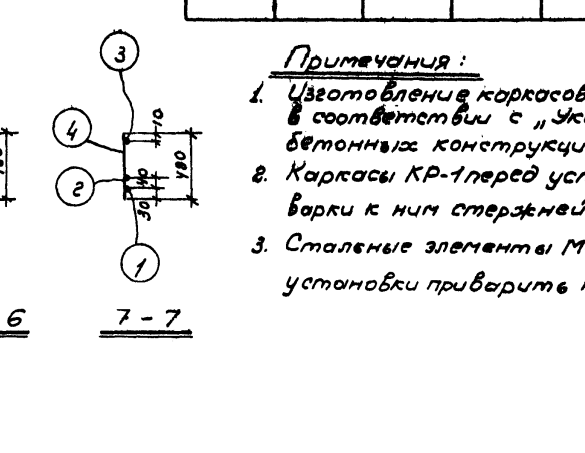 3
4
2
1
10
480
40
30
6
7 - 7
Примечания:
1. Изготовление каркасов
в соответствии с „Ук
бетонных конструкци
2. Каркасы КР-1 перед уст
варки к ним стержней
3. Стальные элементы М
установки приварить